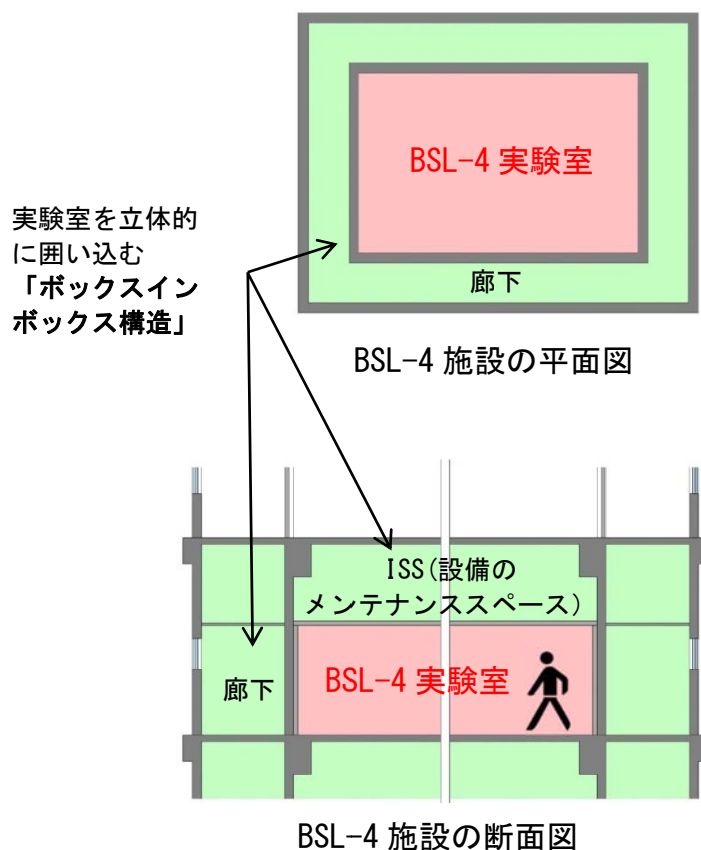 BSL-4 実験室
廊下
BSL-4 施設の平面図
実験室を立体的
に囲い込む
「ボックスイン
ボックス構造」
ISS(設備の
メンテナンススペース)
廊下
BSL-4 実験室
BSL-4 施設の断面図